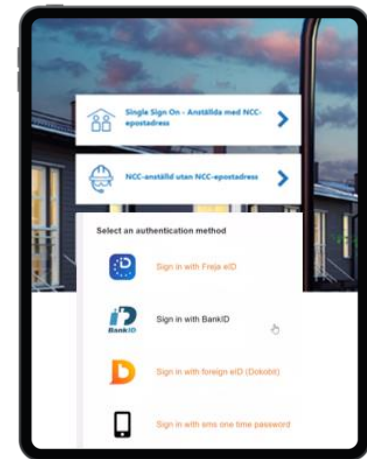 Single Sign On - Anställda med NCC-
epostadress
NCC-anställd utan NCC-epostadress
Select an authentication method
Sign in with Freja eID
BankID
Sign in with BankID
Sign in with foreign eID (Dokobit)
Sign in with sms one time password